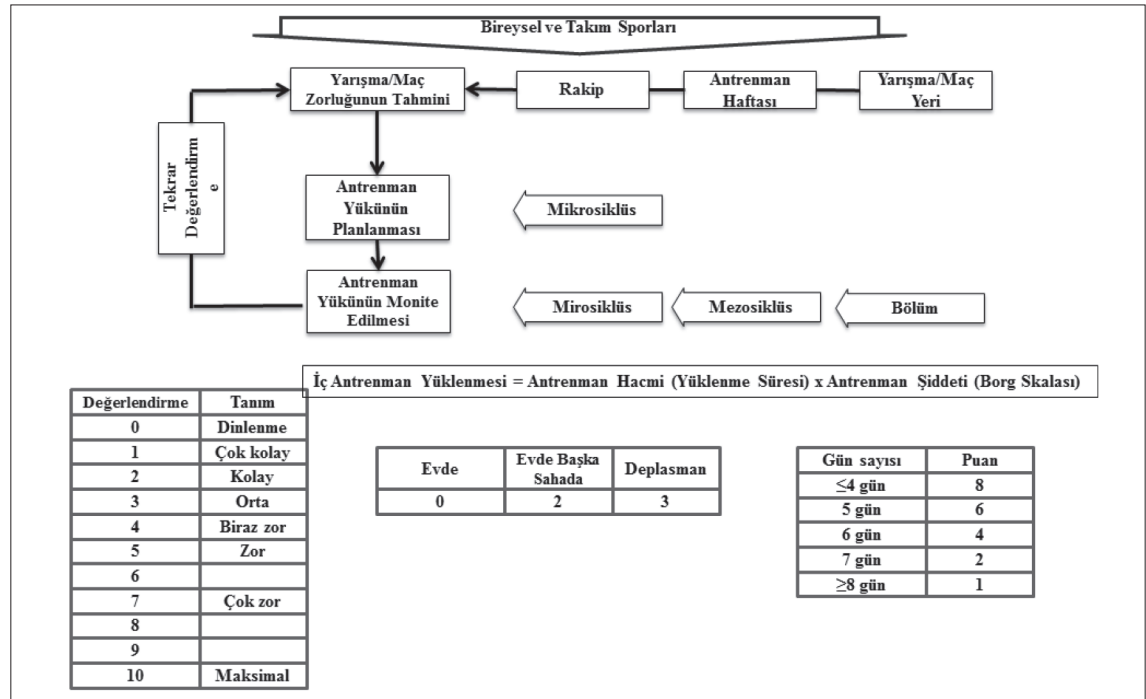 Bireysel ve Takım Sporları
Yarışma/Maç
Zorluğunun Tahmini
Rakip
Antrenman
Haftası
Yarışma/Maç
Yeri
Tekrar
Değerlendirm
e
Antrenman
Yükünün
Planlanması
Mikrosiklüs
Antrenman
Yükünün Monite
Edilmesi
Mirosiklüs
Mezosiklüs
Bölüm
İç Antrenman Yüklenmesi = Antrenman Hacmi (Yüklenme Süresi) x Antrenman Şiddeti (Borg Skalası)
Değerlendirme Tanım
0 Dinlenme
1 Çok kolay
2 Kolay
3 Orta
4 Biraz zor
5 Zor
6
7 Çok zor
8
9
10 Maksimal
Evde
Evde Başka
Sahada
Deplasman
0 2 3
Gün sayısı Puan
≤4 gün 8
5 gün 6
6 gün 4
7 gün 2
≥8 gün 1